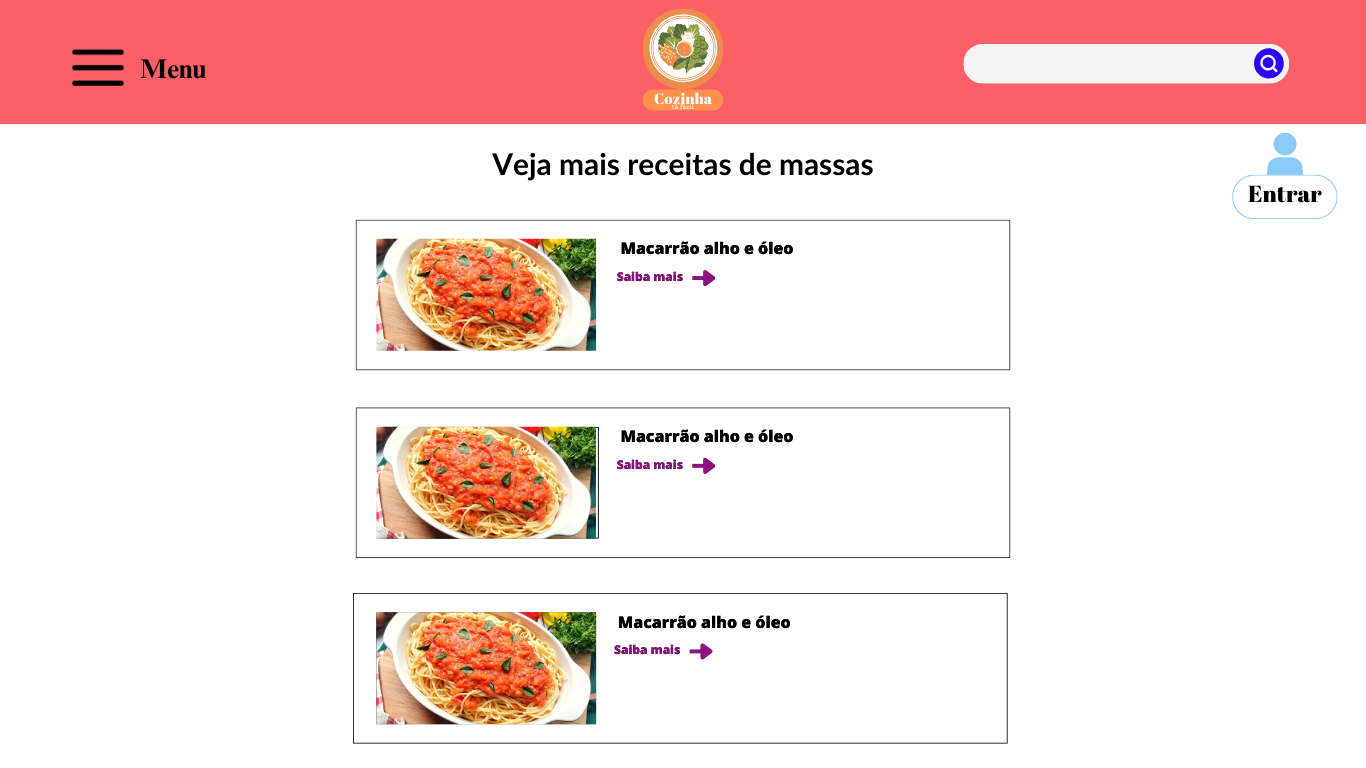 Menu
Cozinha
Veja mais receitas de massas
Entrar
Macarrão alho e óleo
Saiba mais
Macarrão alho e óleo
Saiba mais
Macarrão alho e óleo
Saiba mais